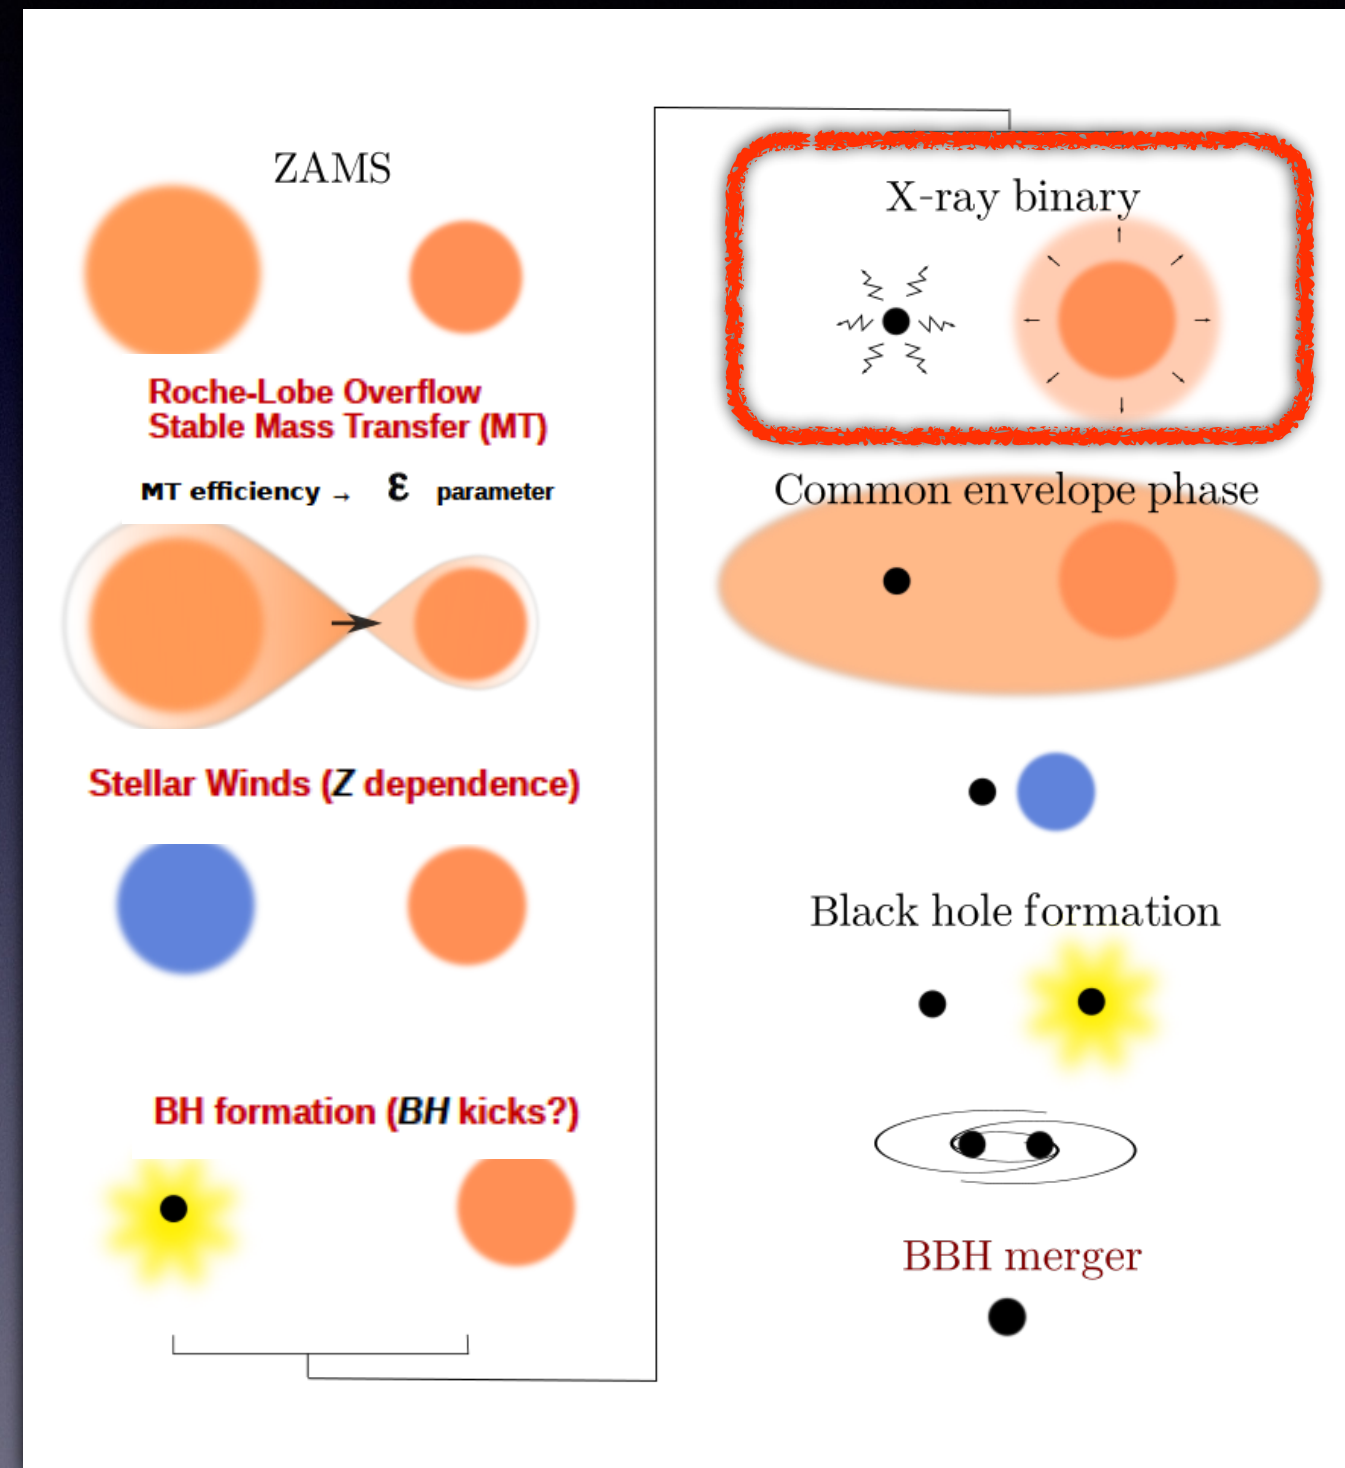 ZAMS
Roche-Lobe Overflow
Stable Mass Transfer (MT)
MT efficiency → ε parameter
Stellar Winds (Z dependence)
BH formation (BH kicks?)
X-ray binary
Common envelope phase
Black hole formation
BBH merger